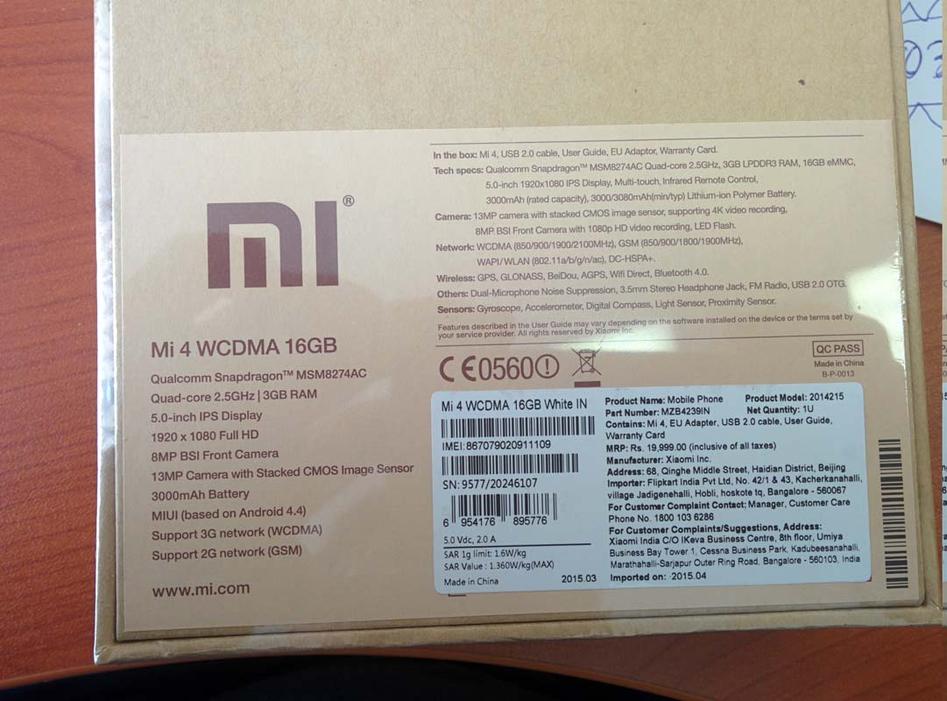 In the box: Mi 4, USB 2.0 cable, User Guide, EU Adaptor, Warranty Card.
Tech specs: Qualcomm Snapdragon™ MSM8274AC Quad-core 2.5GHz, 3GB LPDDR3 RAM, 16GB eMMC,
5.0-inch 1920x1080 IPS Display, Multi-touch, Infrared Remote Control,
3000mAh (rated capacity), 3000/3080mAh(min/typ) Lithium-ion Polymer Battery.
Camera: 13MP camera with stacked CMOS image sensor, supporting 4K video recording,
8MP BSI Front Camera with 1080p HD video recording, LED Flash.
Network: WCDMA (850/900/1900/2100MHz), GSM (850/900/1800/1900MHz),
WAPI/WLAN (802.11a/b/g/n/ac), DC-HSPA+.
Wireless: GPS, GLONASS, BeiDou, AGPS, Wifi Direct, Bluetooth 4.0.
Others: Dual-Microphone Noise Suppression, 3.5mm Stereo Headphone Jack, FM Radio, USB 2.0 OTG.
Sensors: Gyroscope, Accelerometer, Digital Compass, Light Sensor, Proximity Sensor.
Features described in the User Guide may vary depending on the software installed on the device or the terms set by
your service provider. All rights reserved by Xiaomi Inc.
MI®
Mi 4 WCDMA 16GB
Qualcomm Snapdragon™ MSM8274AC
Quad-core 2.5GHz | 3GB RAM
5.0-inch IPS Display
1920 x 1080 Full HD
8MP BSI Front Camera
13MP Camera with Stacked CMOS Image Sensor
3000mAh Battery
MIUI (based on Android 4.4)
Support 3G network (WCDMA)
Support 2G network (GSM)
www.mi.com
CE0560
QC PASS
Made in China
B-P-0013
Mi 4 WCDMA 16GB White IN
IMEI:867079020911109
SN: 9577/20246107
6 954176 895776
5.0 Vdc, 2.0 A
SAR 1g limit: 1.6W/kg
SAR Value : 1.360W/kg(MAX)
Made in China 2015.03
Product Name: Mobile Phone Product Model: 2014215
Part Number: MZB4239IN Net Quantity: 1U
Contains: Mi 4, EU Adapter, USB 2.0 cable, User Guide,
Warranty Card
MRP: Rs. 19,999.00 (inclusive of all taxes)
Manufacturer: Xiaomi Inc.
Address: 68, Qinghe Middle Street, Haidian District, Beijing
Importer: Flipkart India Pvt Ltd, No. 42/1 & 43, Kacherkanahalli,
village Jadigenehalli, Hobli, hoskote tq, Bangalore - 560067
For Customer Complaint Contact; Manager, Customer Care
Phone No. 1800 103 6286
For Customer Complaints/Suggestions, Address:
Xiaomi India C/O IKeva Business Centre, 8th floor, Umiya
Business Bay Tower 1, Cessna Business Park, Kadubeesanahalli,
Marathahalli-Sarjapur Outer Ring Road, Bangalore - 560103, India
Imported on: 2015.04